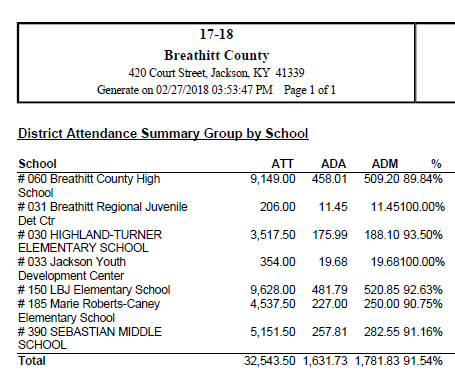 17-18
Breathitt County
420 Court Street, Jackson, KY 41339
Generate on 02/27/2018 03:53:47 PM Page 1 of 1
District Attendance Summary Group by School
School ATT ADA ADM %
# 060 Breathitt County High 9,149.00 458.01 509.20 89.84%
School
# 031 Breathitt Regional Juvenile 206.00 11.45 11.45100.00%
Det Ctr
# 030 HIGHLAND-TURNER 3,517.50 175.99 188.10 93.50%
ELEMENTARY SCHOOL
# 033 Jackson Youth 354.00 19.68 19.68100.00%
Development Center
# 150 LBJ Elementary School 9,628.00 481.79 520.85 92.63%
# 185 Marie Roberts-Caney 4,537.50 227.00 250.00 90.75%
Elementary School
# 390 SEBASTIAN MIDDLE 5,151.50 257.81 282.55 91.16%
SCHOOL
Total 32,543.50 1,631.73 1,781.83 91.54%